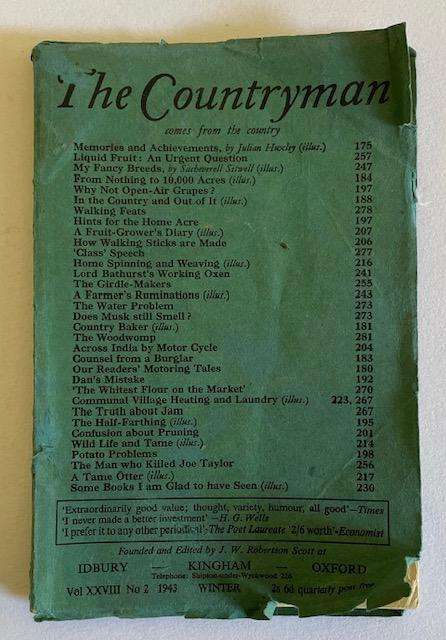 The Countryman
comes from the country
Memories and Achievements, by Julian Huxley (illus.) 175
Liquid Fruit: An Urgent Question 257
My Fancy Breeds, by Sacheverell Sitwell (illus.) 247
From Nothing to 10,000 Acres (illus.) 184
Why Not Open-Air Grapes? 197
In the Country and Out of It (illus.) 188
Walking Feats 278
Hints for the Home Acre 197
A Fruit-Grower's Diary (illus.) 207
How Walking Sticks are Made 206
'Class' Speech 277
Home Spinning and Weaving (illus.) 216
Lord Bathurst's Working Oxen 241
The Girdle-Makers 255
A Farmer's Ruminations (illus.) 243
The Water Problem 273
Does Musk still Smell? 273
Country Baker (illus.) 181
The Woodwomp 281
Across India by Motor Cycle 204
Counsel from a Burglar 183
Our Readers' Motoring Tales 180
Dan's Mistake 192
'The Whitest Flour on the Market' 270
Communal Village Heating and Laundry (illus.) 223, 267
The Truth about Jam 267
The Half-Farthing (illus.) 195
Confusion about Pruning 201
Wild Life and Tame (illus.) 214
Potato Problems 198
The Man who Killed Joe Taylor 256
A Tame Otter (illus.) 217
Some Books I am Glad to have Seen (illus.) 230
'Extraordinarily good value; thought, variety, humour, all good'—Times
'I never made a better investment'—H. G. Wells
'I prefer it to any other periodical'—The Poet Laureate '2/6 worth'-Economist
Founded and Edited by J. W. Robertson Scott at
IDBURY — KINGHAM — OXFORD
Telephone: Shipton-under-Wychwood 226
Vol XXVIII No 2 1943 WINTER 2s 6d quarterly post free